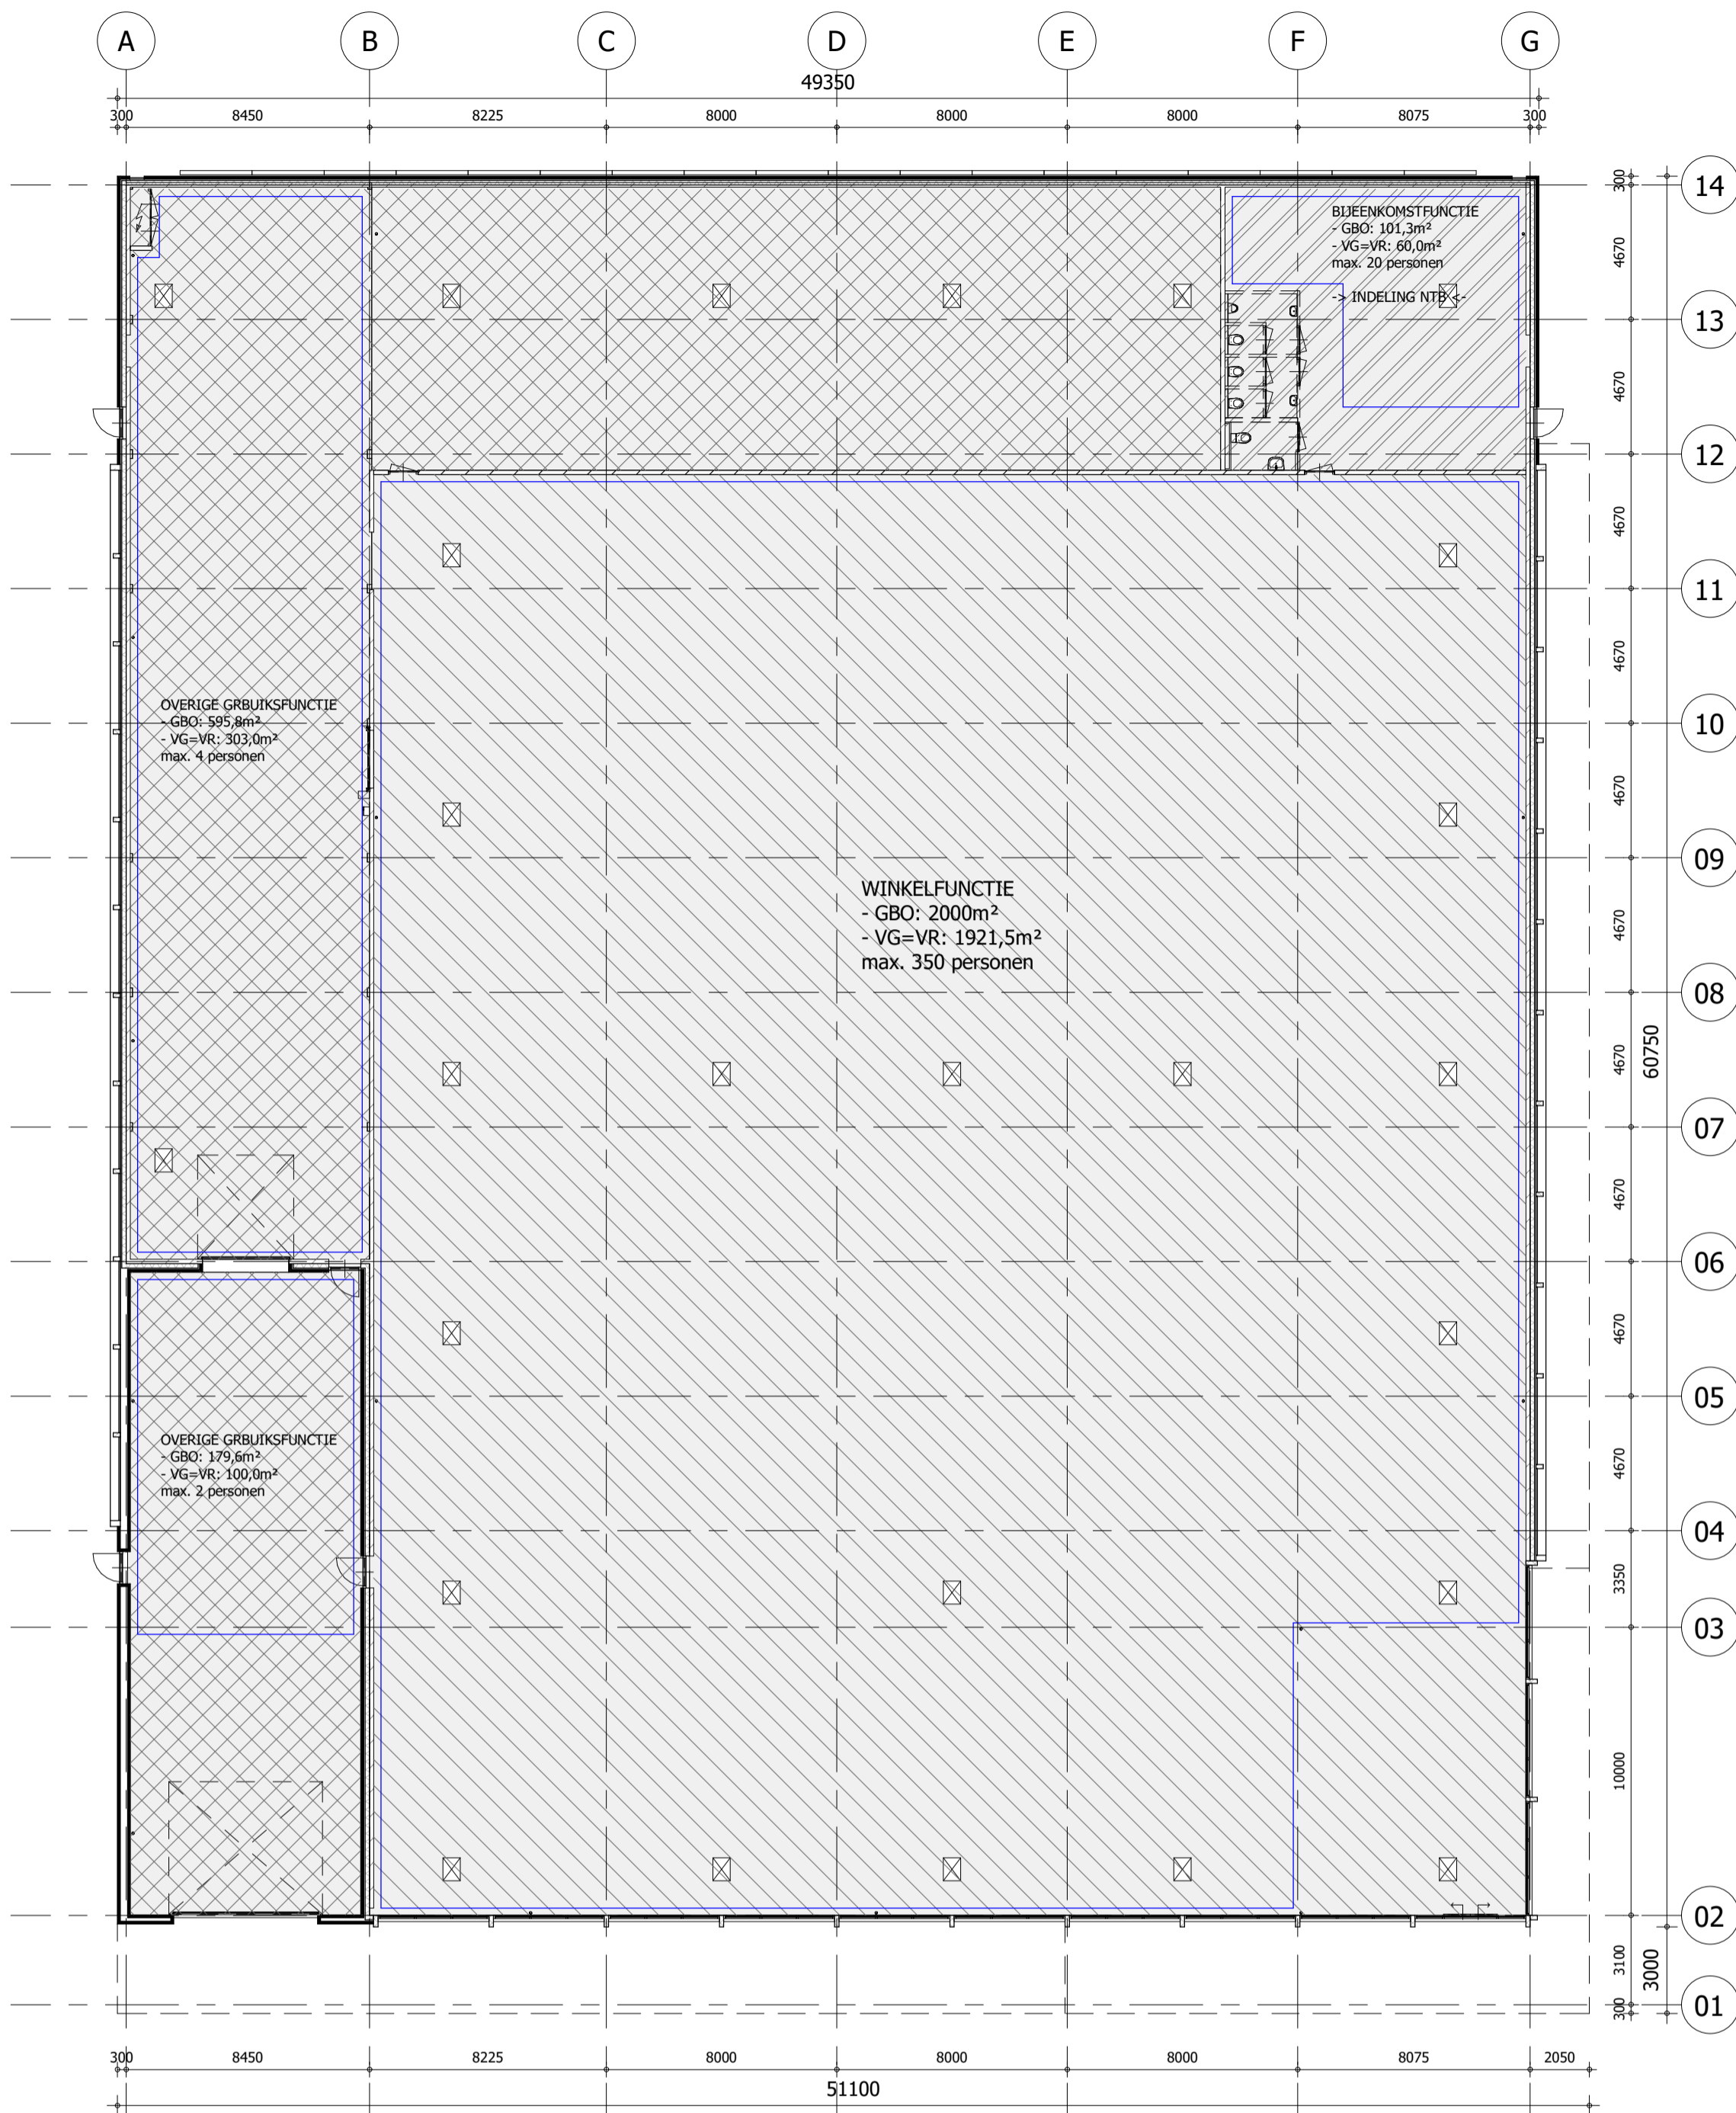 A B C D E F G
49350
300 8450 8225 8000 8000 8000 8075 300
14
300
BIJEENKOMSTFUNCTIE
- GBO: 101,3m²
- VG=VR: 60,0m²
max. 20 personen
-> INDELING NTB <-
4670
13
4670
12
4670
11
4670
OVERIGE GRBUIKSFUNCTIE
- GBO: 595,8m²
- VG=VR: 303,0m²
max. 4 personen
10
4670
09
WINKELFUNCTIE
- GBO: 2000m²
- VG=VR: 1921,5m²
max. 350 personen
4670
08
60750
4670
07
4670
06
4670
05
OVERIGE GRBUIKSFUNCTIE
- GBO: 179,6m²
- VG=VR: 100,0m²
max. 2 personen
4670
04
3350
03
10000
02
3100
3000
01
300
300 8450 8225 8000 8000 8000 8075 2050
51100